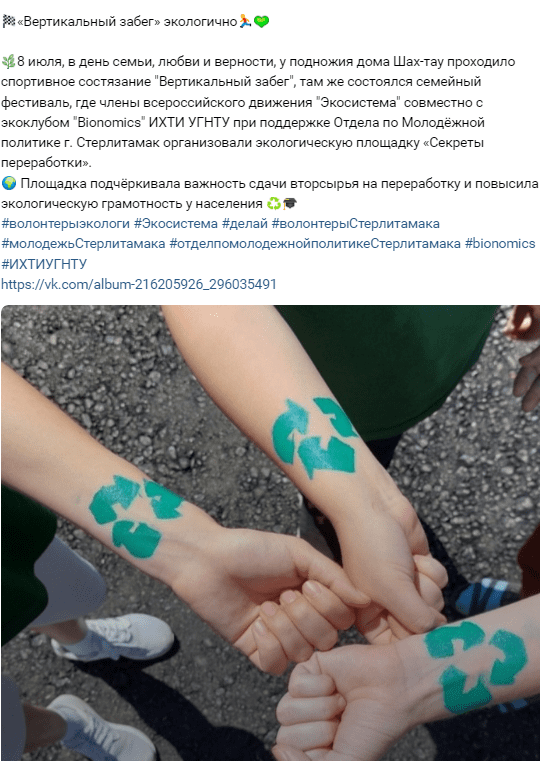 🏁«Вертикальный забег» экологично🏃💚
🌿8 июля, в день семьи, любви и верности, у подножия дома Шах-тау проходило
спортивное состязание "Вертикальный забег", там же состоялся семейный
фестиваль, где члены всероссийского движения "Экосистема" совместно с
экоклубом "Bionomics" ИХТИ УГНТУ при поддержке Отдела по Молодёжной
политике г. Стерлитамак организовали экологическую площадку «Секреты
переработки».
🌍 Площадка подчёркивала важность сдачи вторсырья на переработку и повысила
экологическую грамотность у населения ♻️🎓
#волонтерыэкологи #Экосистема #делай #волонтерыСтерлитамака
#молодежьСтерлитамака #отделпомолодежнойполитикеСтерлитамака #bionomics
#ИХТИУГНТУ
https://vk.com/album-216205926_296035491